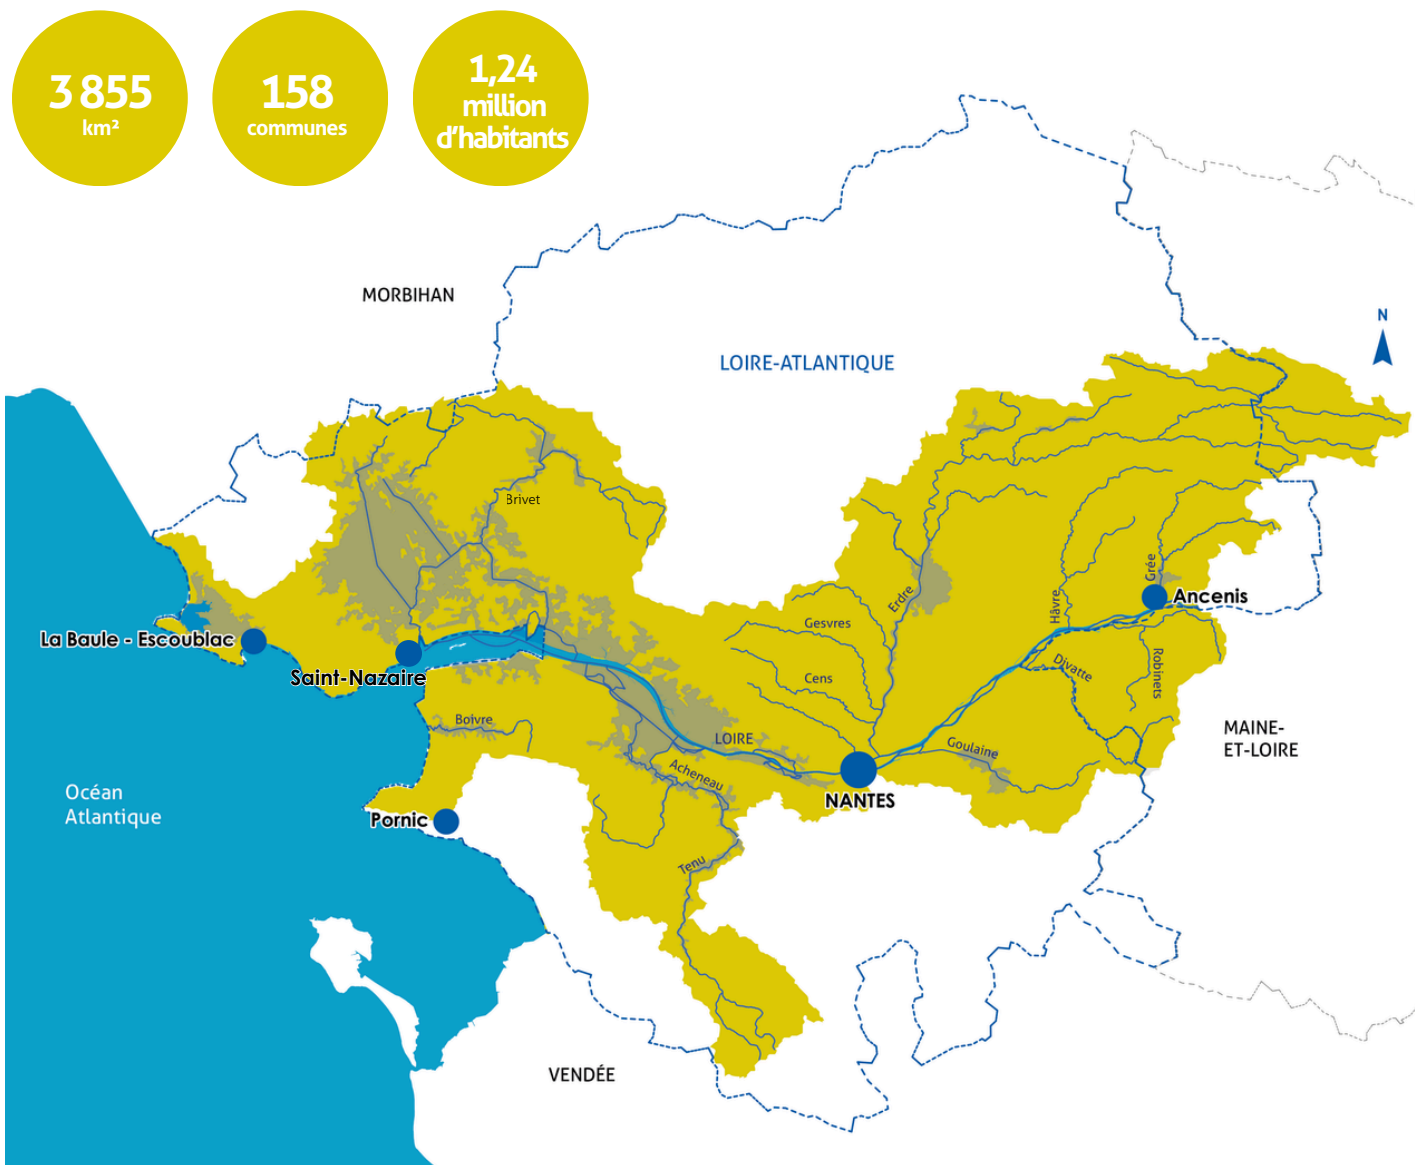 3 855
km²
158
communes
1,24
million
d'habitants
MORBIHAN
N
LOIRE-ATLANTIQUE
Brivet
Grée
Ancenis
Erdre
Hâvre
Gesvres
La Baule - Escoublac
Saint-Nazaire
Divatte
Robinets
Cens
Boivre
LOIRE
Goulaine
MAINE-
ET-LOIRE
Acheneau
NANTES
Océan
Atlantique
Pornic
Tenu
VENDÉE